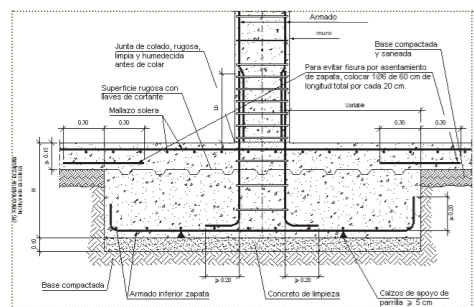 Armado
muro
Junta de colado, rugosa,
limpia y humedecida
antes de colar
Base compactada
y saneada
Para evitar fisura por asentamiento
de zapata, colocar 1Ø6 de 60 cm de
longitud total por cada 20 cm.
Superficie rugosa con
llaves de cortante
Mallazo solera
Lb
Variable
0.30
0.30
0.30
0.30
≥ 0.15
H
0.10
≥ 0.20
≥ 0.20
≥ 0.20
Base compactada
Armado inferior zapata
Concreto de limpieza
Calzos de apoyo de
parrilla ≥ 5 cm